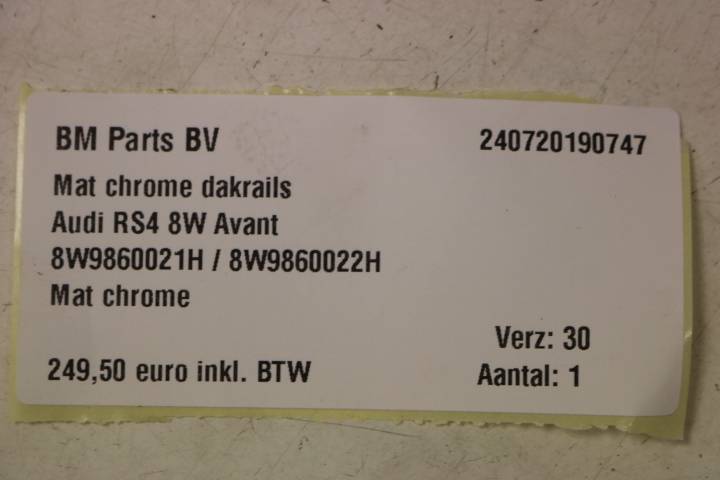 BM Parts BV 240720190747
Mat chrome dakrails
Audi RS4 8W Avant
8W9860021H / 8W9860022H
Mat chrome
Verz: 30
249,50 euro inkl. BTW Aantal: 1